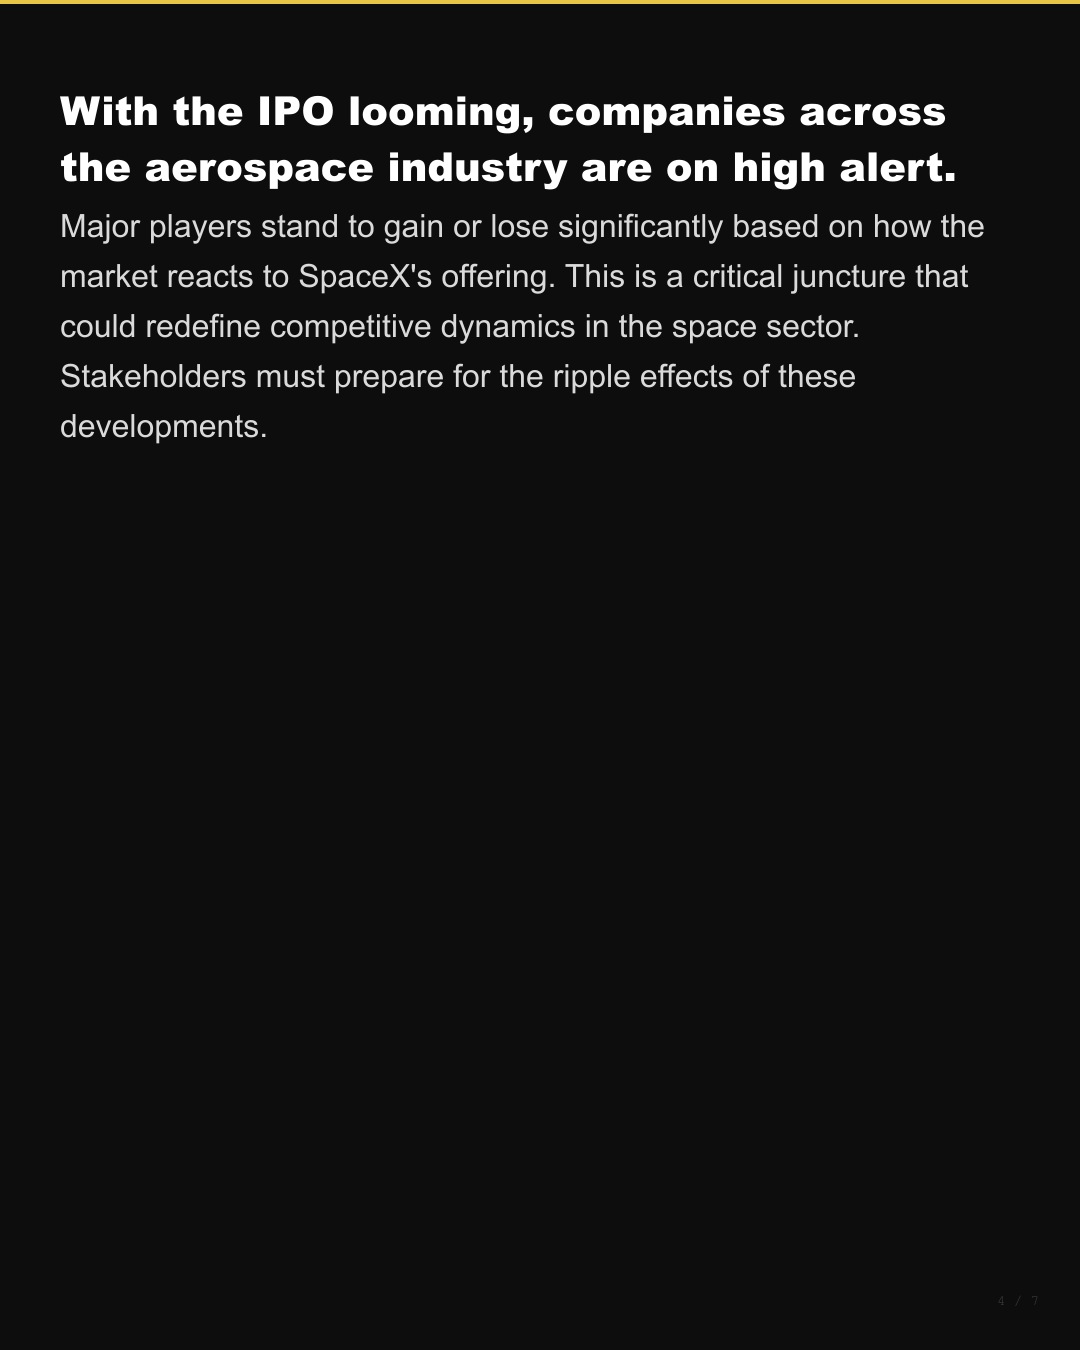 With the IPO looming, companies across
the aerospace industry are on high alert.
Major players stand to gain or lose significantly based on how the
market reacts to SpaceX's offering. This is a critical juncture that
could redefine competitive dynamics in the space sector.
Stakeholders must prepare for the ripple effects of these
developments.
4 / 7